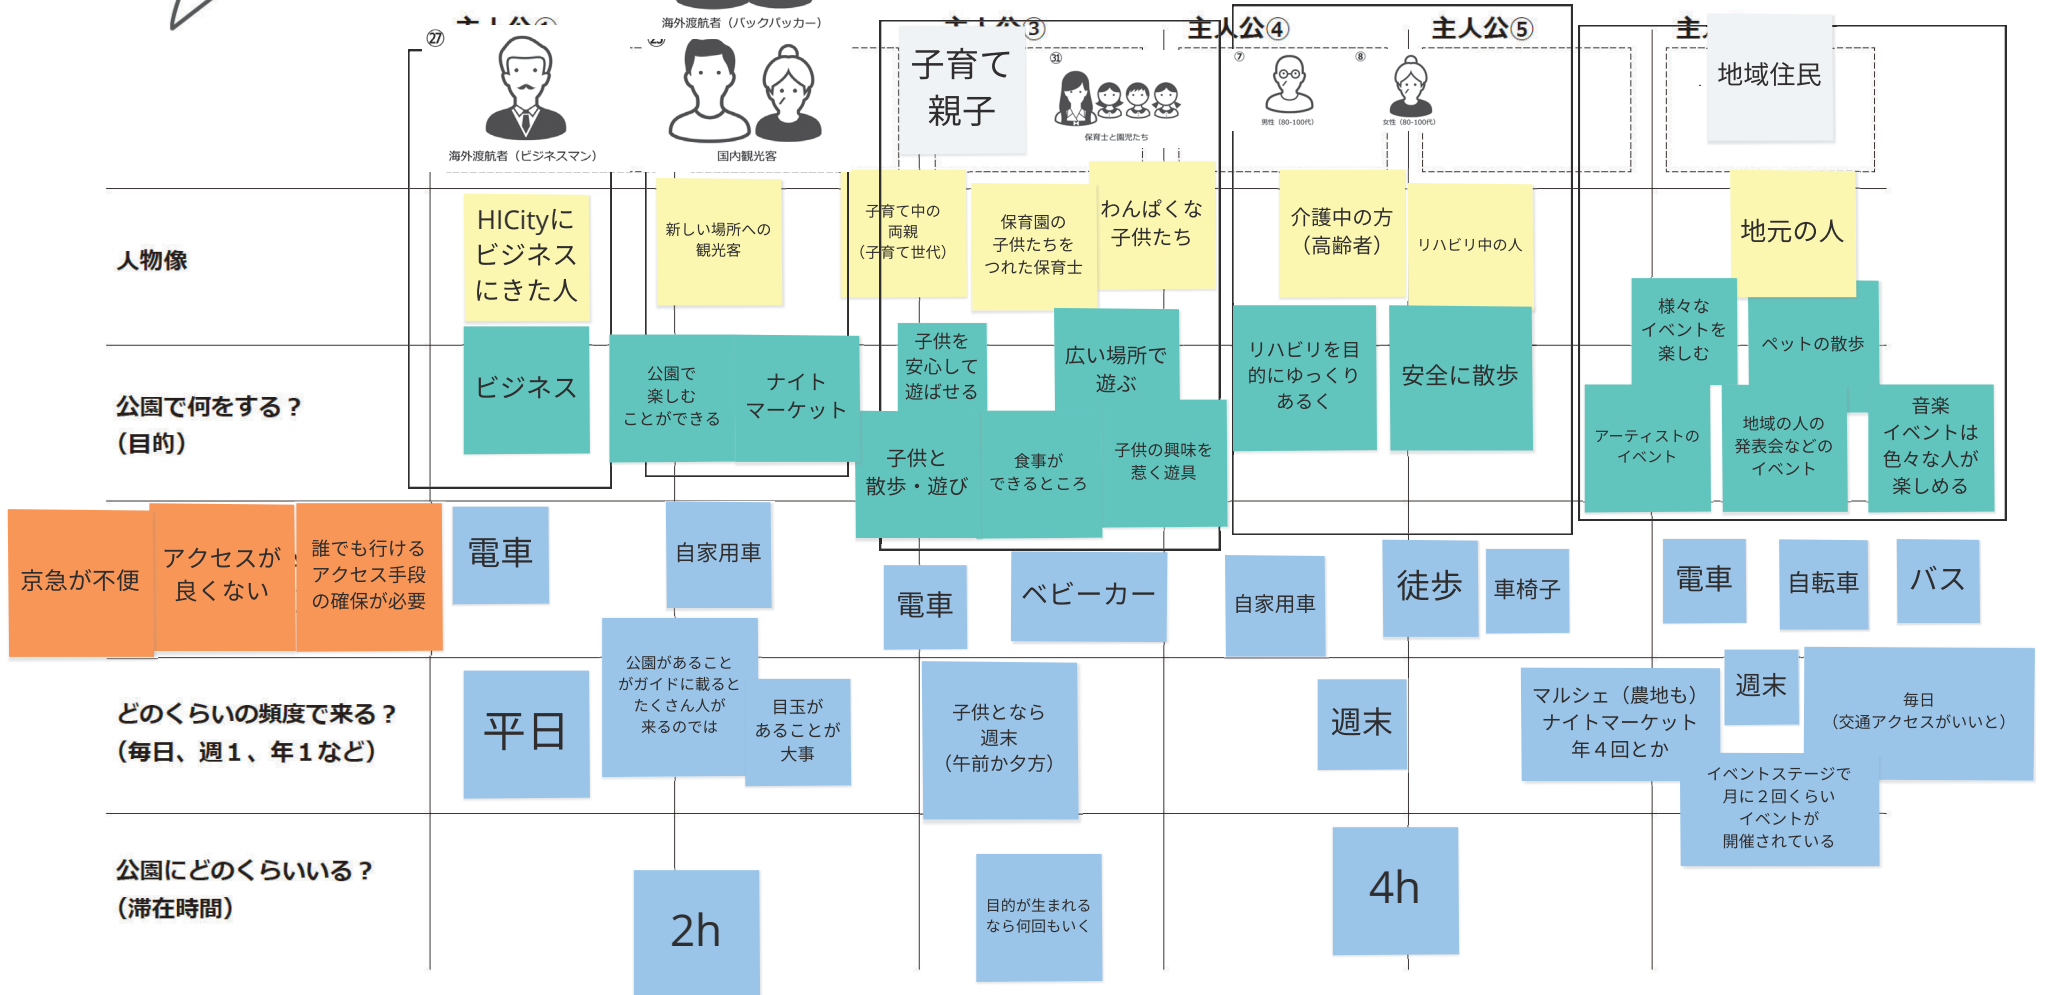 主人公①
海外渡航者（バックパッカー）
主人公③
主人公④
主人公⑤
主
㉗
海外渡航者（ビジネスマン）
国内観光客
子育て
親子
㉛
保育士と園児たち
⑦
男性（80-100代）
⑧
女性（80-100代）
地域住民
人物像
HICityに
ビジネス
にきた人
新しい場所への
観光客
子育て中の
両親
（子育て世代）
保育園の
子供たちを
つれた保育士
わんぱくな
子供たち
介護中の方
（高齢者）
リハビリ中の人
地元の人
公園で何をする？
（目的）
ビジネス
公園で
楽しむ
ことができる
ナイト
マーケット
子供を
安心して
遊ばせる
広い場所で
遊ぶ
子供と
散歩・遊び
食事が
できるところ
子供の興味を
惹く遊具
リハビリを目
的にゆっくり
あるく
安全に散歩
様々な
イベントを
楽しむ
ペットの散歩
アーティストの
イベント
地域の人の
発表会などの
イベント
音楽
イベントは
色々な人が
楽しめる
京急が不便
アクセスが
良くない
誰でも行ける
アクセス手段
の確保が必要
電車
自家用車
電車
ベビーカー
自家用車
徒歩
車椅子
電車
自転車
バス
どのくらいの頻度で来る？
（毎日、週１、年１など）
平日
公園があること
がガイドに載ると
たくさん人が
来るのでは
目玉が
あることが
大事
子供となら
週末
（午前か夕方）
週末
マルシェ（農地も）
ナイトマーケット
年４回とか
週末
毎日
（交通アクセスがいいと）
イベントステージで
月に２回くらい
イベントが
開催されている
公園にどのくらいいる？
（滞在時間）
2h
目的が生まれる
なら何回もいく
4h